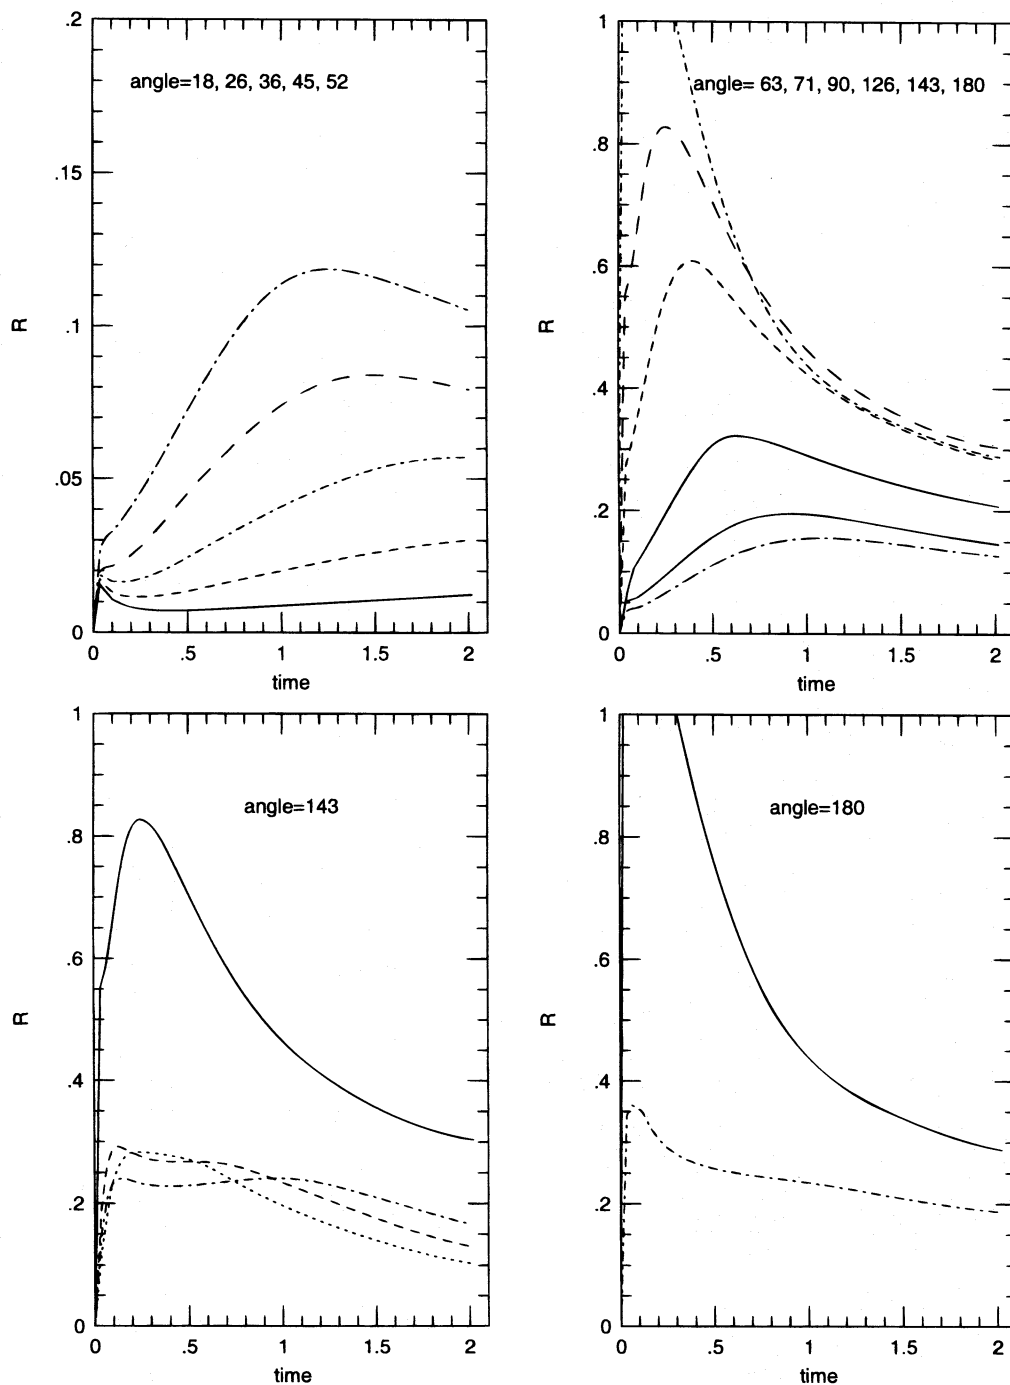 .2
.15
.1
.05
0
R
angle=18, 26, 36, 45, 52
0 .5 1 1.5 2
time
1
.8
.6
.4
.2
0
R
angle= 63, 71, 90, 126, 143, 180
0 .5 1 1.5 2
time
1
.8
.6
.4
.2
0
R
angle=143
0 .5 1 1.5 2
time
1
.8
.6
.4
.2
0
R
angle=180
0 .5 1 1.5 2
time